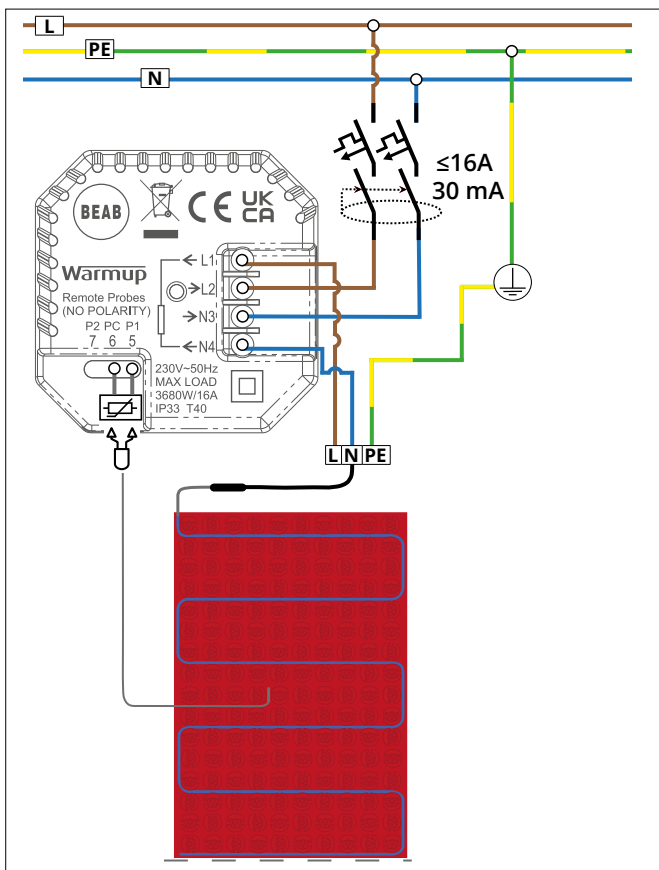 L
PE
N
≤16A
30 mA
BEAB
CE UK
CA
Warmup
Remote Probes
(NO POLARITY)
P2 PC P1
7 6 5
L1
L2
N3
N4
230V~50Hz
MAX LOAD
3680W/16A
IP33 T40
L N PE